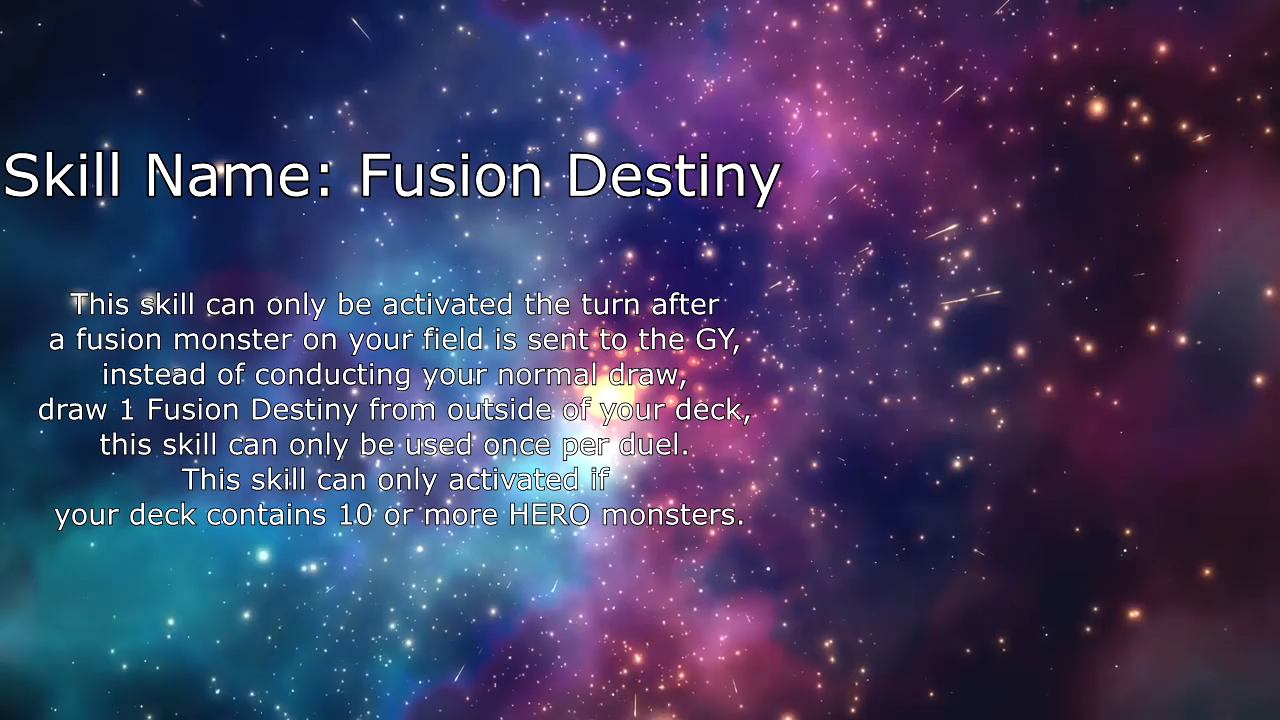 Skill Name: Fusion Destiny
This skill can only be activated the turn after
a fusion monster on your field is sent to the GY,
instead of conducting your normal draw,
draw 1 Fusion Destiny from outside of your deck,
this skill can only be used once per duel.
This skill can only activated if
your deck contains 10 or more HERO monsters.